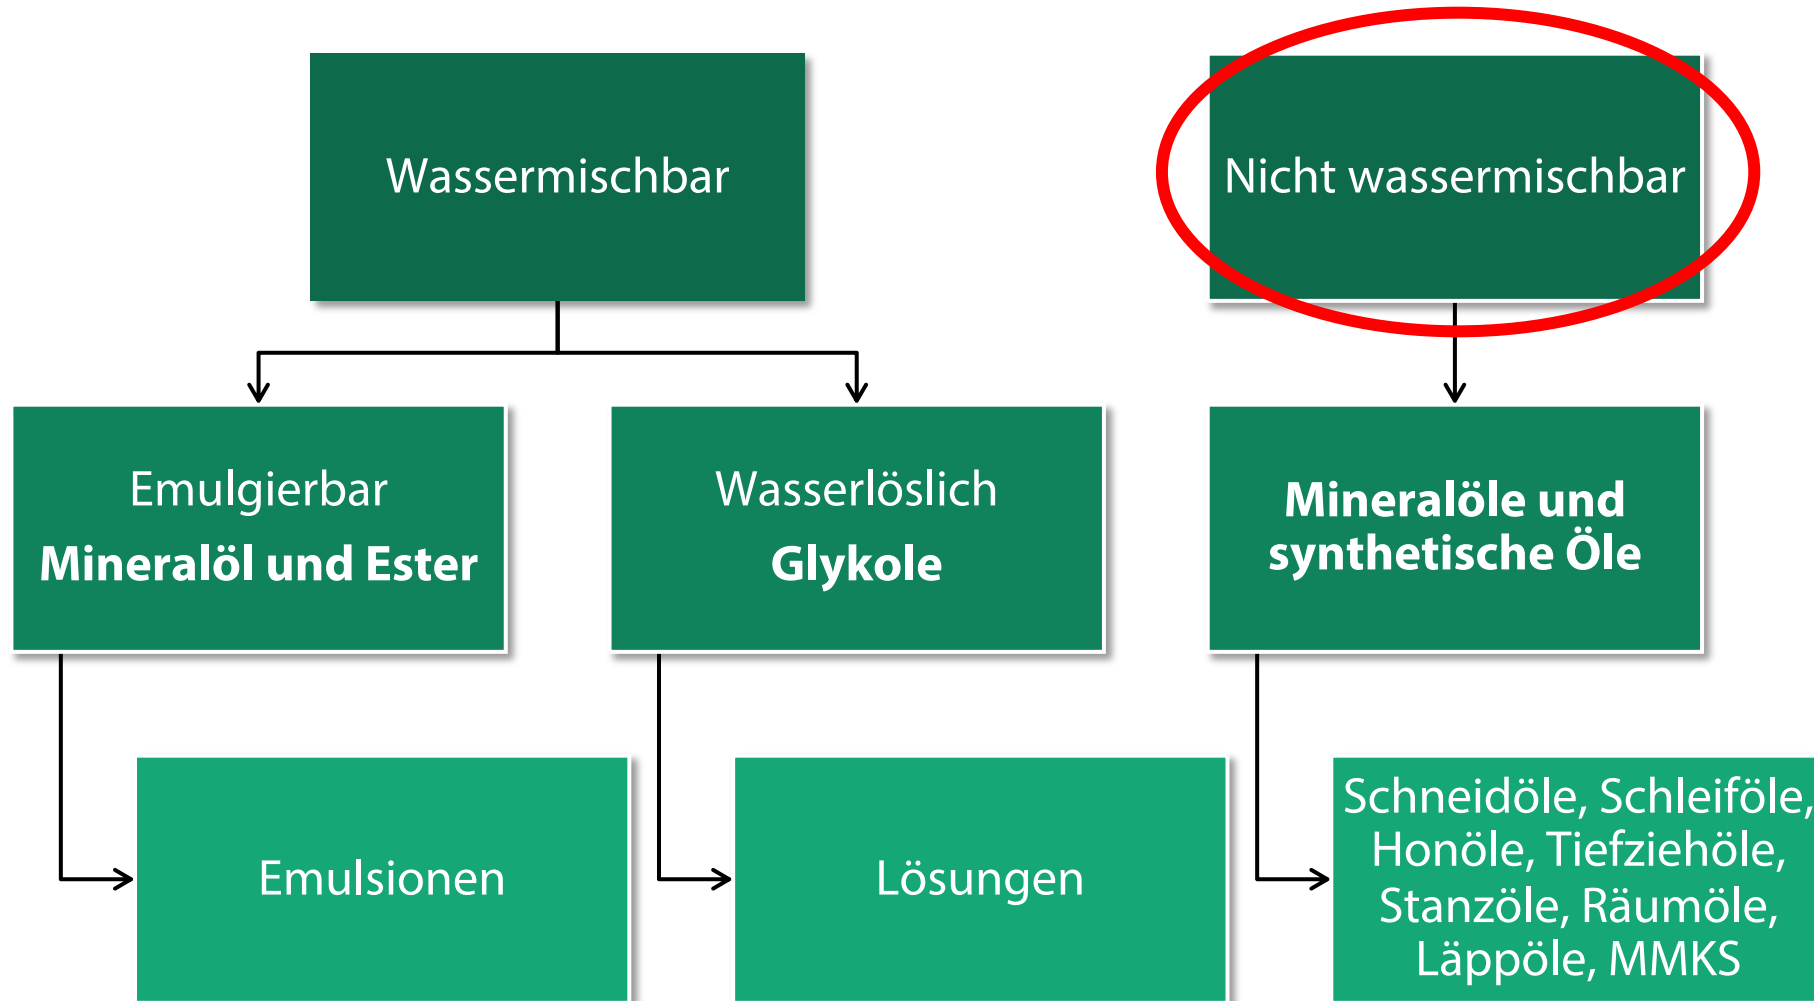 Wassermischbar
Nicht wassermischbar
Emulgierbar
Mineralöl und Ester
Wasserlöslich
Glykole
Mineralöle und
synthetische Öle
Emulsionen
Lösungen
Schneidöle, Schleiföle,
Honöle, Tiefziehöle,
Stanzöle, Räumöle,
Läppöle, MMKS